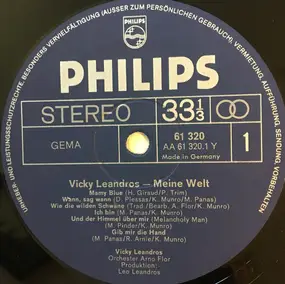 URHEBER- UND LEISTUNGSSCHUTZRECHTE, BESONDERS VERVIELFÄLTIGUNG (AUSSER ZUM PERSÖNLICHEN GEBRAUCH), VERMIETUNG, AUFFÜHRUNG, SENDUNG, VORBEHALTEN
PHILIPS
STEREO 33⅓
GEMA 61 320
AA 61 320.1 Y
Made in Germany 1
Vicky Leandros — Meine Welt
Mamy Blue (H. Giraud/P. Trim)
Wann, sag wann (D. Plessas/K. Munro/M. Panas)
Wie die wilden Schwäne (Trad./Bearb. A. Flor/K. Munro)
Ich bin (M. Panas/K. Munro)
Und der Himmel über mir (Melancholy Man)
(M. Pinder/K. Munro)
Gib mir die Hand
(M. Panas/R. Arnie/K. Munro)
Vicky Leandros
Orchester Arno Flor
Produktion:
Leo Leandros